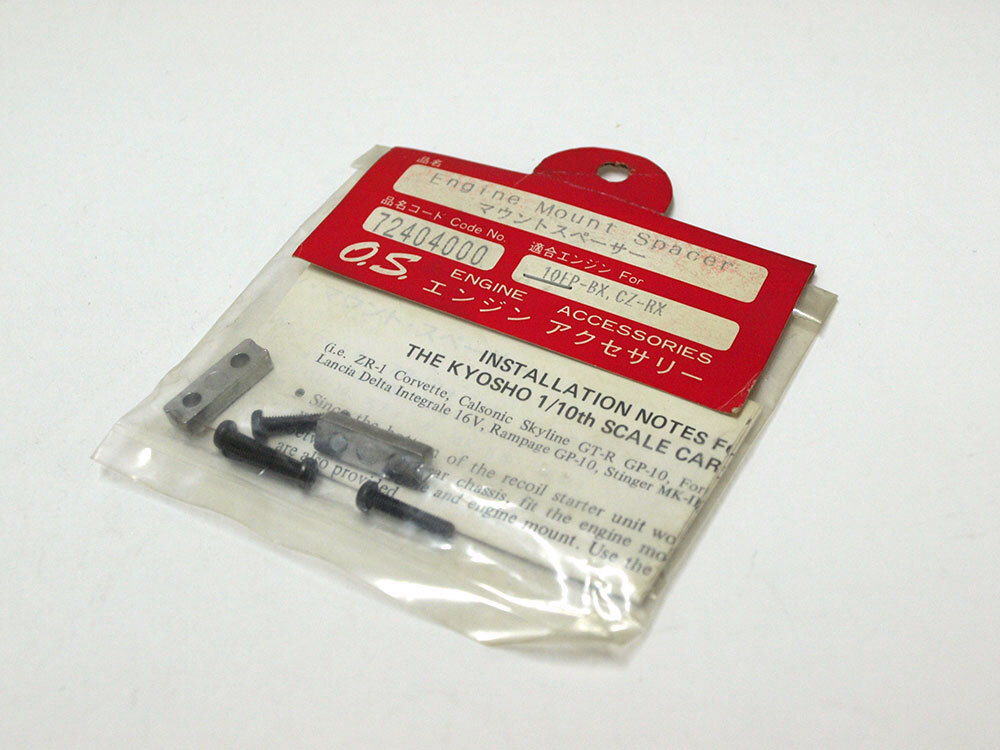 品名
Engine Mount Spacer
マウントスペーサー
品名コード Code No.
72404000
適合エンジン For
10FP-BX, CZ-RX
O.S. ENGINE ACCESSORIES
エンジン アクセサリー
INSTALLATION NOTES
THE KYOSHO 1/10th SCALE CAR
(i.e. ZR-1 Corvette, Calsonic Skyline GT-R GP-10, For
Lancia Delta Integrale 16V, Rampage GP-10, Stinger MK-II
• Since the of the recoil starter unit wo
chassis, fit the engine mo
and engine mount. Use the
are also provided.